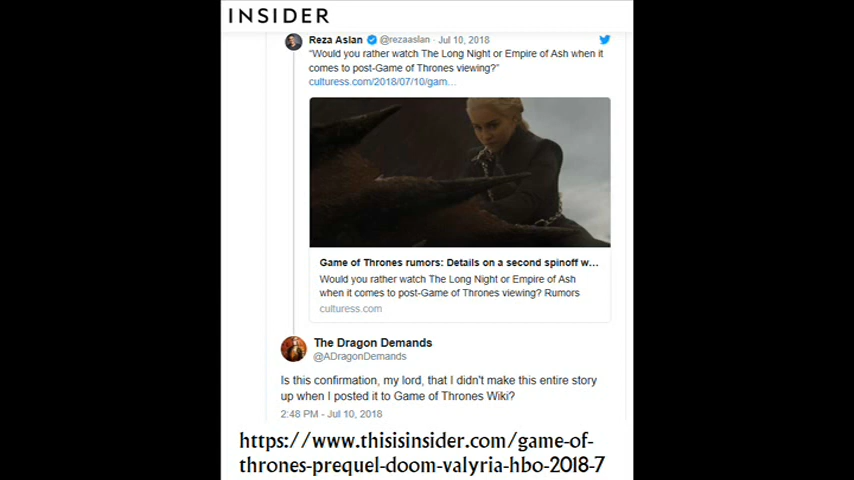 INSIDER
Reza Aslan @rezaaslan · Jul 10, 2018
"Would you rather watch The Long Night or Empire of Ash when it
comes to post-Game of Thrones viewing?"
culturess.com/2018/07/10/gam...
Game of Thrones rumors: Details on a second spinoff w...
Would you rather watch The Long Night or Empire of Ash
when it comes to post-Game of Thrones viewing? Rumors
culturess.com
The Dragon Demands
@ADragonDemands
Is this confirmation, my lord, that I didn't make this entire story
up when I posted it to Game of Thrones Wiki?
2:48 PM - Jul 10, 2018
https://www.thisisinsider.com/game-of-
thrones-prequel-doom-valyria-hbo-2018-7